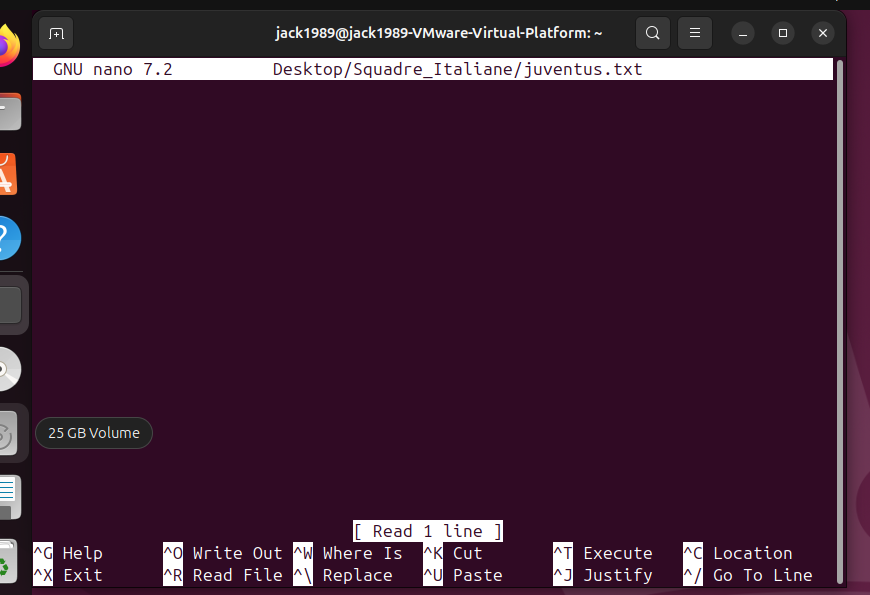 jack1989@jack1989-VMware-Virtual-Platform: ~
GNU nano 7.2 Desktop/Squadre_Italiane/juventus.txt
25 GB Volume
[ Read 1 line ]
^G Help ^O Write Out ^W Where Is ^K Cut ^T Execute ^C Location
^X Exit ^R Read File ^\ Replace ^U Paste ^J Justify ^/ Go To Line